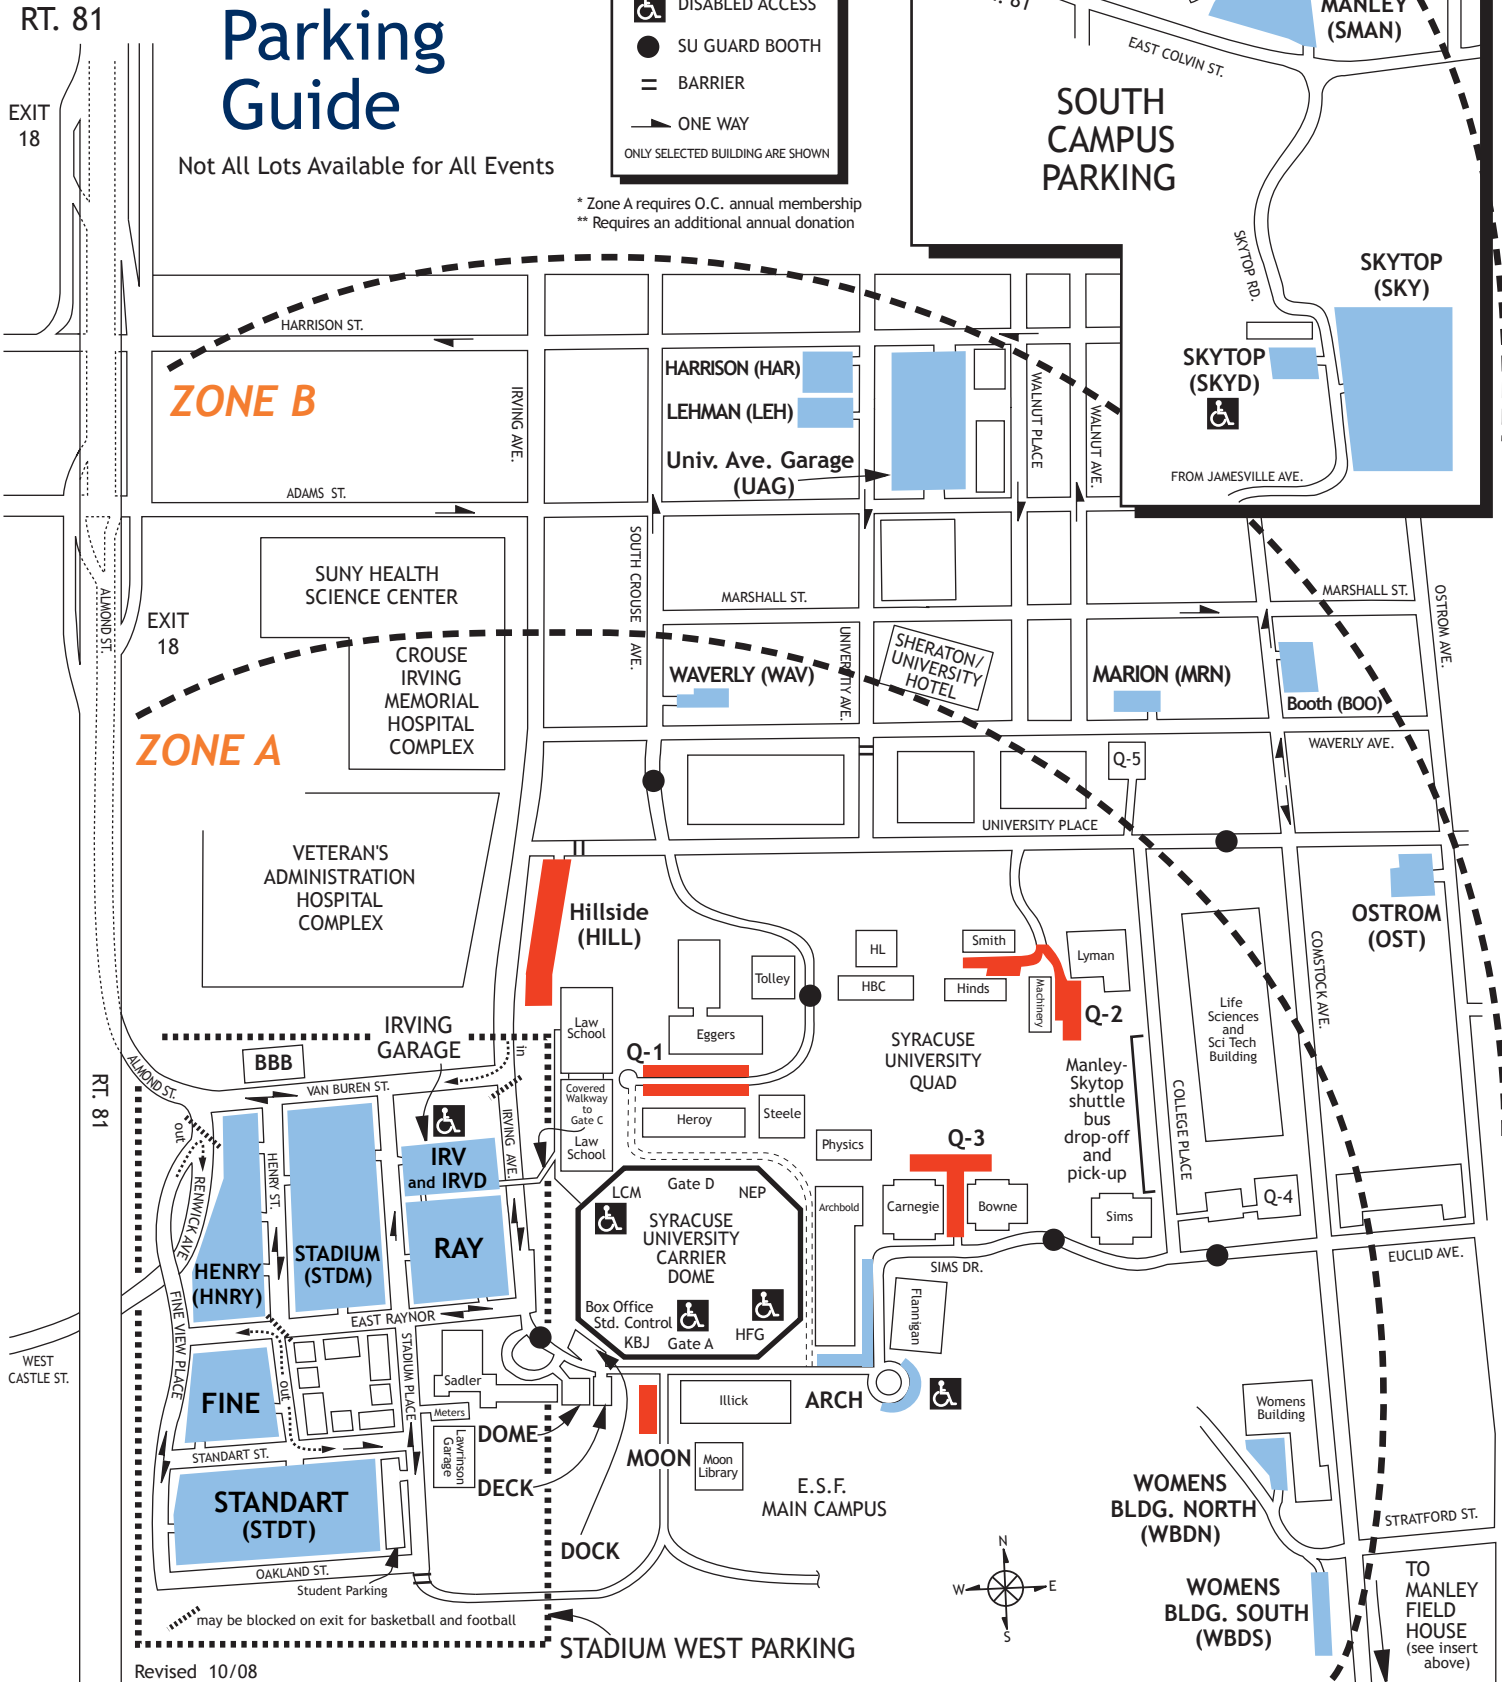 RT. 81
Parking
Guide
Not All Lots Available for All Events
EXIT
18
DISABLED ACCESS
SU GUARD BOOTH
BARRIER
ONE WAY
ONLY SELECTED BUILDING ARE SHOWN
* Zone A requires O.C. annual membership
** Requires an additional annual donation
MANLEY
(SMAN)
EAST COLVIN ST.
SOUTH
CAMPUS
PARKING
SKYTOP RD.
SKYTOP
(SKY)
SKYTOP
(SKYD)
FROM JAMESVILLE AVE.
HARRISON ST.
ZONE B
IRVING AVE.
HARRISON (HAR)
LEHMAN (LEH)
Univ. Ave. Garage
(UAG)
WALNUT PLACE
WALNUT AVE.
ADAMS ST.
SUNY HEALTH
SCIENCE CENTER
SOUTH CROUSE AVE.
MARSHALL ST.
MARSHALL ST.
OSTROM AVE.
ALMOND ST.
EXIT
18
CROUSE
IRVING
MEMORIAL
HOSPITAL
COMPLEX
WAVERLY (WAV)
UNIVERSITY AVE.
SHERATON/
UNIVERSITY
HOTEL
MARION (MRN)
Booth (BOO)
ZONE A
WAVERLY AVE.
Q-5
UNIVERSITY PLACE
VETERAN'S
ADMINISTRATION
HOSPITAL
COMPLEX
Hillside
(HILL)
OSTROM
(OST)
COMSTOCK AVE.
Smith
HL
Lyman
Tolley
HBC
Hinds
Machinery
Q-2
Life
Sciences
and
Sci Tech
Building
IRVING
GARAGE
Law
School
Eggers
SYRACUSE
UNIVERSITY
QUAD
Q-1
in
BBB
ALMOND ST.
VAN BUREN ST.
RT. 81
Covered
Walkway
to
Gate C
Law
School
Heroy
Steele
Physics
Manley-
Skytop
shuttle
bus
drop-off
and
pick-up
COLLEGE PLACE
Q-3
out
RENWICK AVE
HENRY ST.
IRVING AVE.
IRV
and IRVD
RAY
STADIUM
(STDM)
HENRY
(HNRY)
LCM
Gate D
NEP
SYRACUSE
UNIVERSITY
CARRIER
DOME
Box Office
Std. Control
KBJ
Gate A
HFG
Archbold
Carnegie
Bowne
Sims
Q-4
EUCLID AVE.
SIMS DR.
Flannigan
EAST RAYNOR
FINE VIEW PLACE
STADIUM PLACE
WEST
CASTLE ST.
FINE
out
Sadler
Meters
Lawrinson
Garage
Illick
ARCH
Womens
Building
DOME
DECK
MOON
Moon
Library
STANDART ST.
E.S.F.
MAIN CAMPUS
WOMENS
BLDG. NORTH
(WBDN)
STRATFORD ST.
STANDART
(STDT)
DOCK
OAKLAND ST.
Student Parking
N
W
E
S
WOMENS
BLDG. SOUTH
(WBDS)
TO
MANLEY
FIELD
HOUSE
(see insert
above)
may be blocked on exit for basketball and football
STADIUM WEST PARKING
Revised 10/08